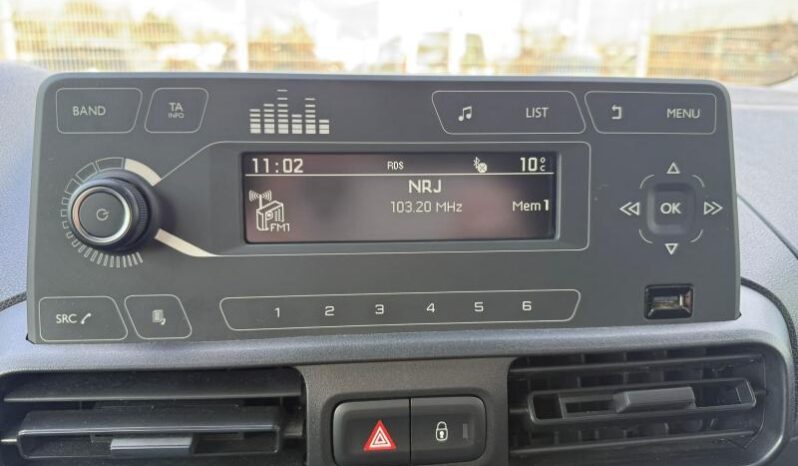 BAND
TA
INFO
LIST
MENU
11:02 RDS 10°C
NRJ
103.20 MHz
Mem 1
FM1
OK
SRC
1 2 3 4 5 6